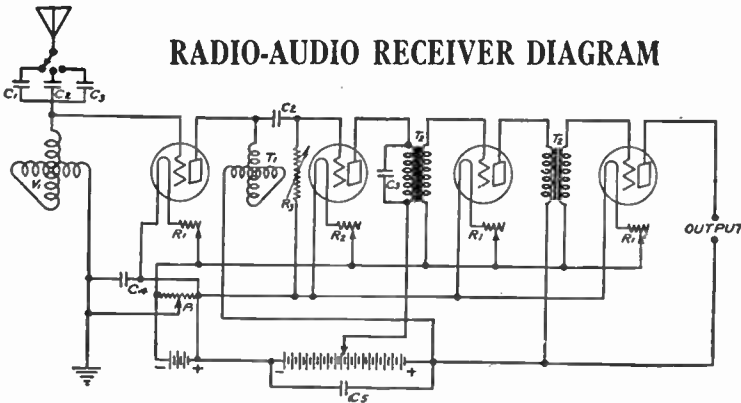 RADIO-AUDIO RECEIVER DIAGRAM
C1 C2 C3
C2
V1
T1
R3
C3
T2
T2
R1
R2
R1
R1
OUTPUT
C4
P
- +
- +
C5